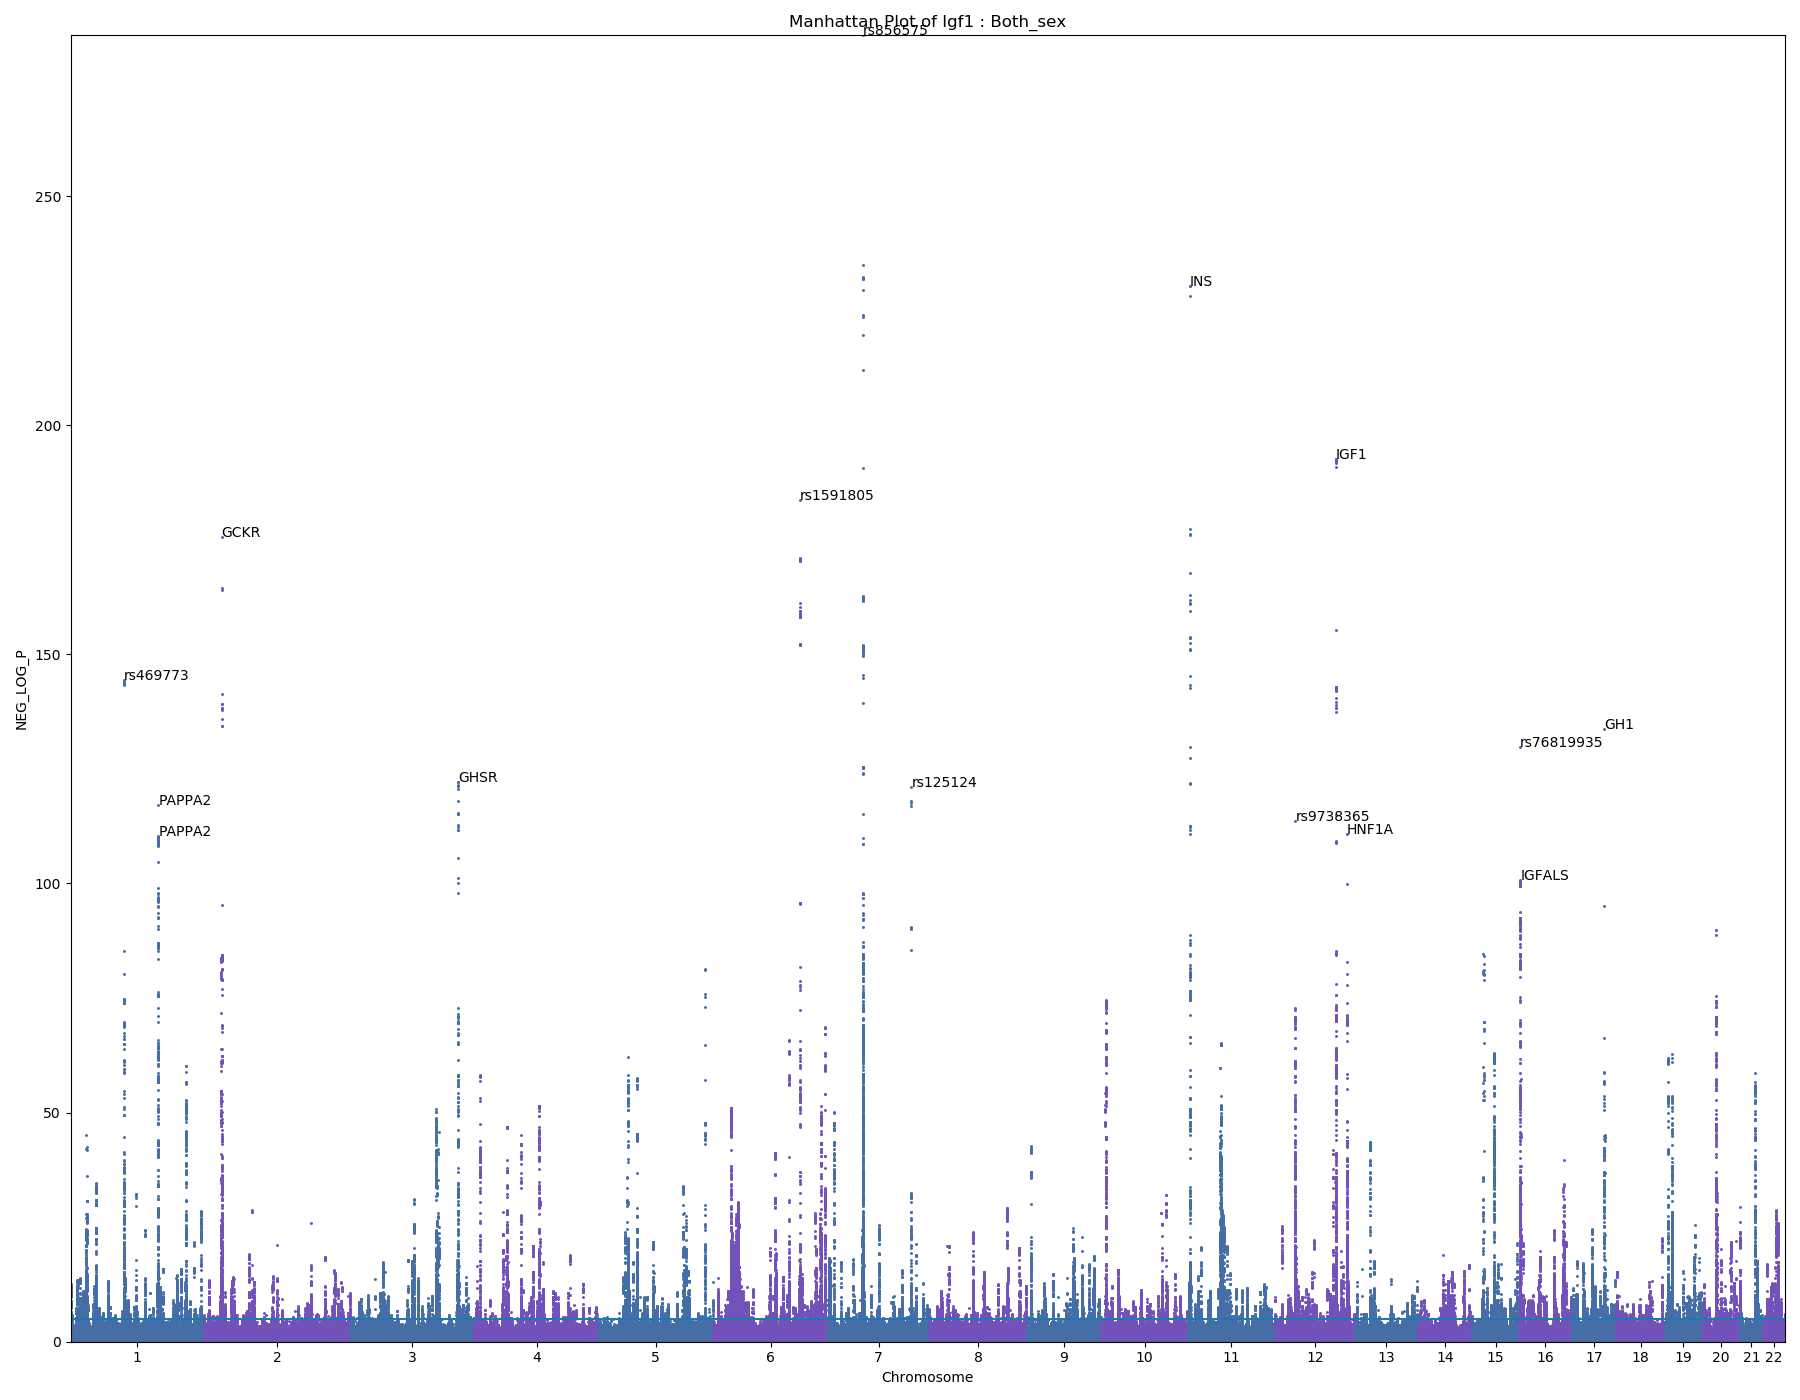 Manhattan Plot of Igf1 : Both_sex
rs856575
250
JNS
200
IGF1
rs1591805
GCKR
150
rs469773
GH1
rs76819935
GHSR
rs125124
PAPPA2
rs9738365
PAPPA2
HNF1A
100
IGFALS
50
0
NEG_LOG_P
1 2 3 4 5 6 7 8 9 10 11 12 13 14 15 16 17 18 19 20 21 22
Chromosome